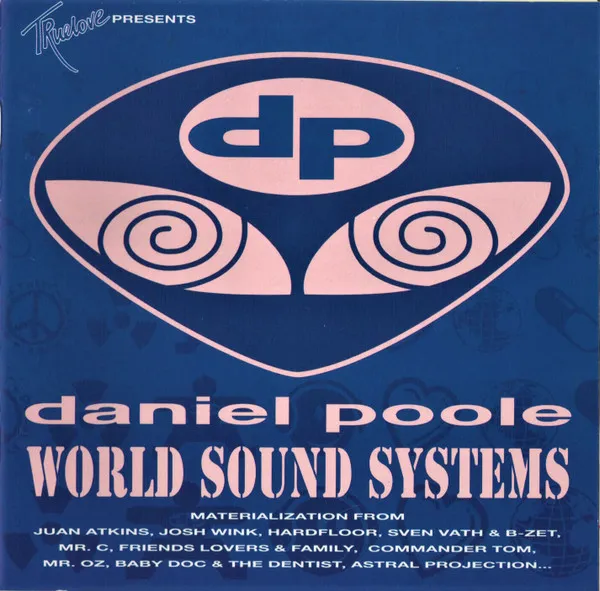 TRuelove PRESENTS
dp
daniel poole
WORLD SOUND SYSTEMS
MATERIALIZATION FROM
JUAN ATKINS, JOSH WINK, HARDFLOOR, SVEN VATH & B-ZET,
MR. C, FRIENDS LOVERS & FAMILY, COMMANDER TOM,
MR. OZ, BABY DOC & THE DENTIST, ASTRAL PROJECTION...